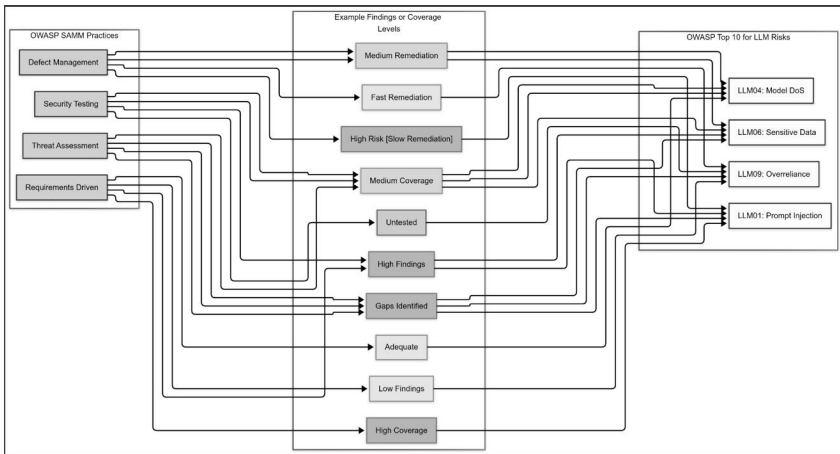 OWASP SAMM Practices
Defect Management
Security Testing
Threat Assessment
Requirements Driven
Example Findings or Coverage
Levels
Medium Remediation
Fast Remediation
High Risk [Slow Remediation]
Medium Coverage
Untested
High Findings
Gaps Identified
Adequate
Low Findings
High Coverage
OWASP Top 10 for LLM Risks
LLM04: Model DoS
LLM06: Sensitive Data
LLM09: Overreliance
LLM01: Prompt Injection